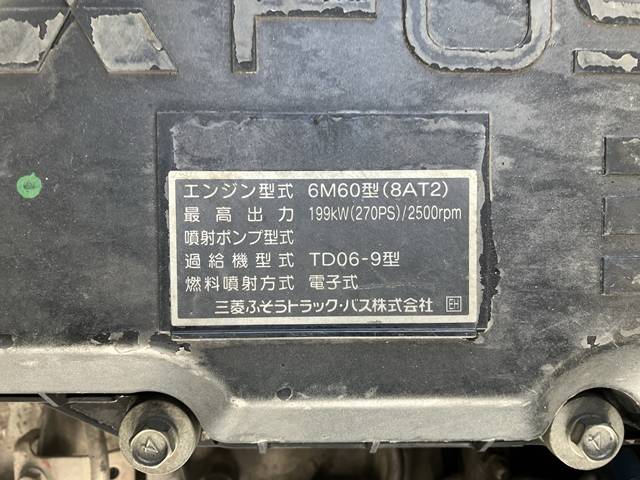 FUS
エンジン型式 6M60型(8AT2)
最高出力 199kW(270PS)/2500rpm
噴射ポンプ型式
過給機型式 TD06-9型
燃料噴射方式 電子式
三菱ふそうトラック・バス株式会社 EH